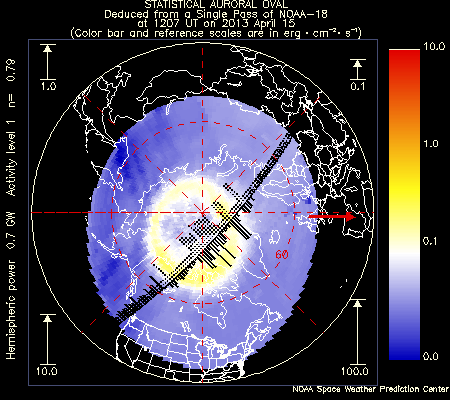 STATISTICAL AURORAL OVAL
Deduced from a Single Pass of NOAA-18
at 1207 UT on 2013 April 15
(Color bar and reference scales are in erg · cm⁻² · s⁻¹)
Hemispheric power 0.7 GW Activity level 1 n= 0.79
1.0
0.1
10.0
100.0
60
10.0
1.0
0.1
0.0
NOAA Space Weather Prediction Center